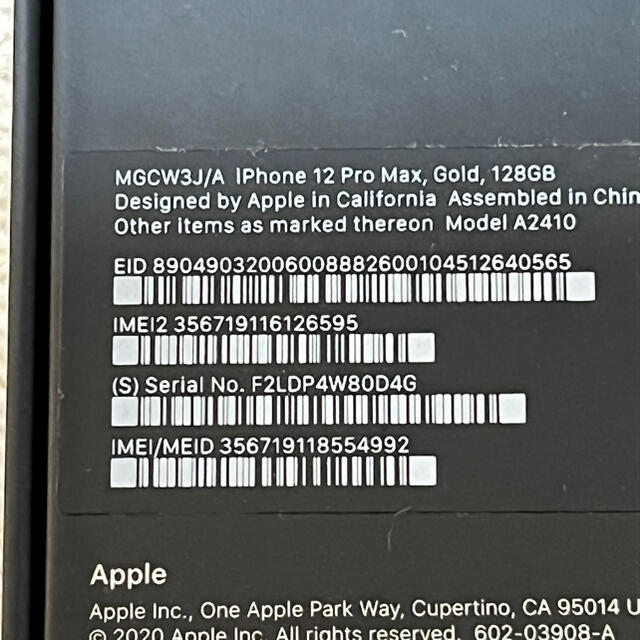 MGCW3J/A iPhone 12 Pro Max, Gold, 128GB
Designed by Apple in California Assembled in Chin
Other items as marked thereon Model A2410
EID 89049032006008882600104512640565
IMEI2 356719116126595
(S) Serial No. F2LDP4W80D4G
IMEI/MEID 356719118554992
Apple
Apple Inc., One Apple Park Way, Cupertino, CA 95014 U
© 2020 Apple Inc. All rights reserved. 602-03908-A